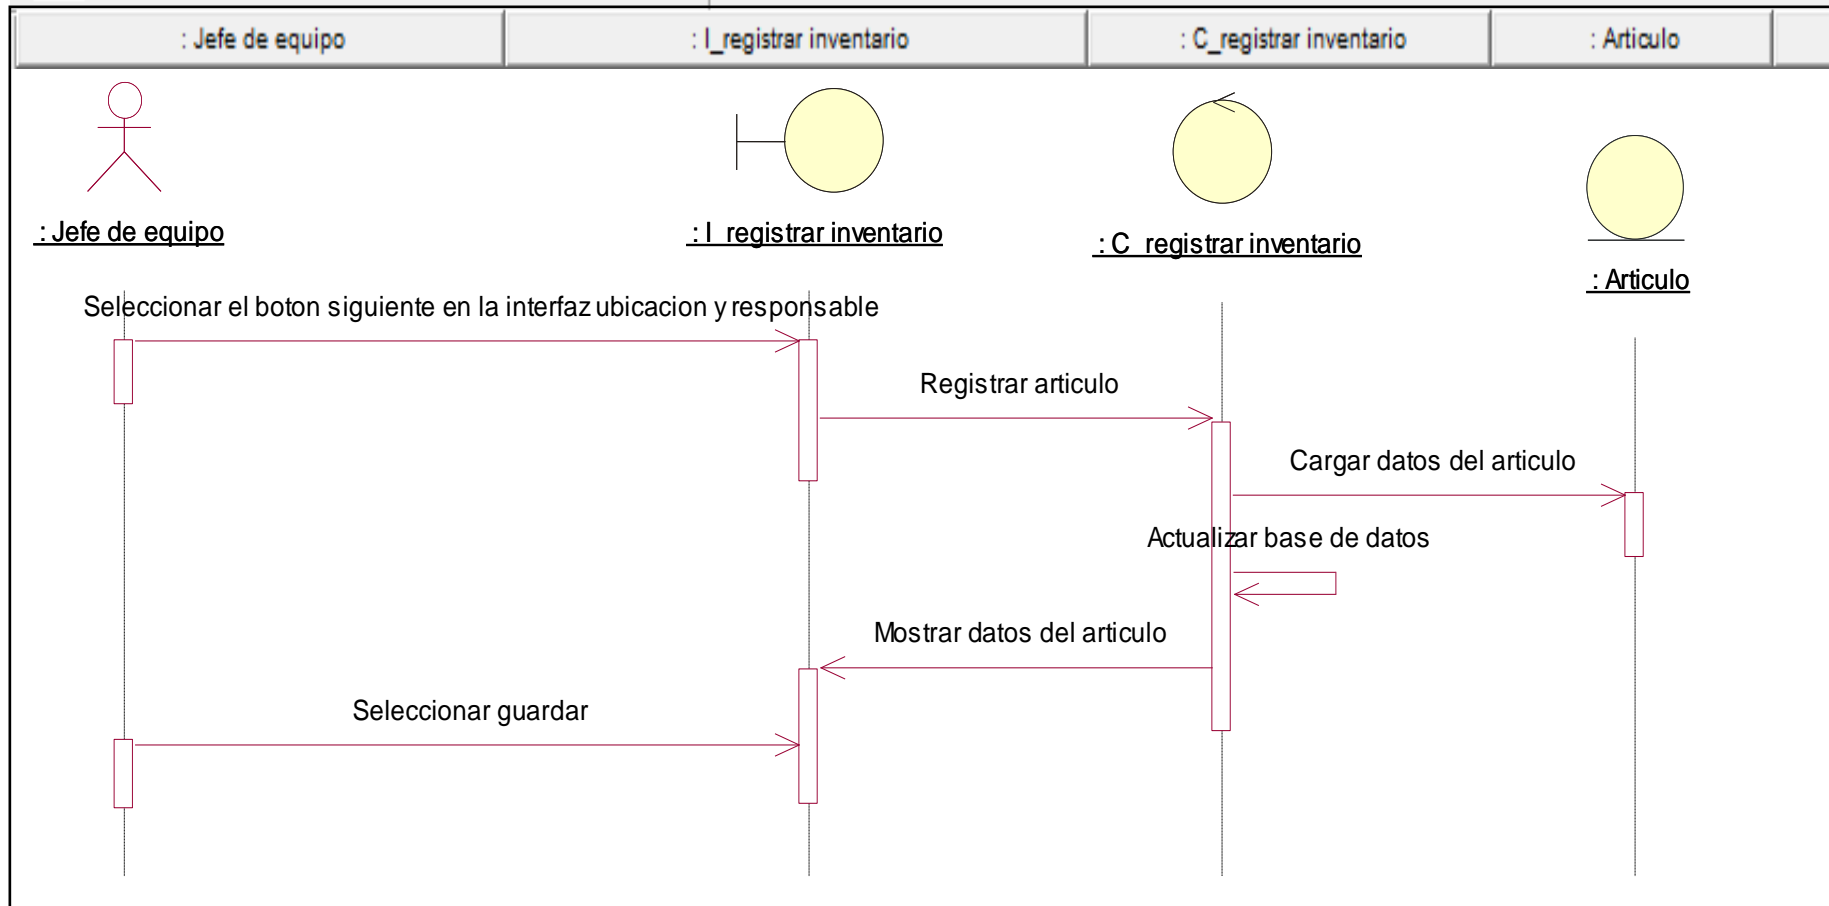 : Jefe de equipo
: I_registrar inventario
: C_registrar inventario
: Articulo
: Jefe de equipo
: I_registrar inventario
: C_registrar inventario
: Articulo
Seleccionar el boton siguiente en la interfaz ubicacion y responsable
Registrar articulo
Cargar datos del articulo
Actualizar base de datos
Mostrar datos del articulo
Seleccionar guardar